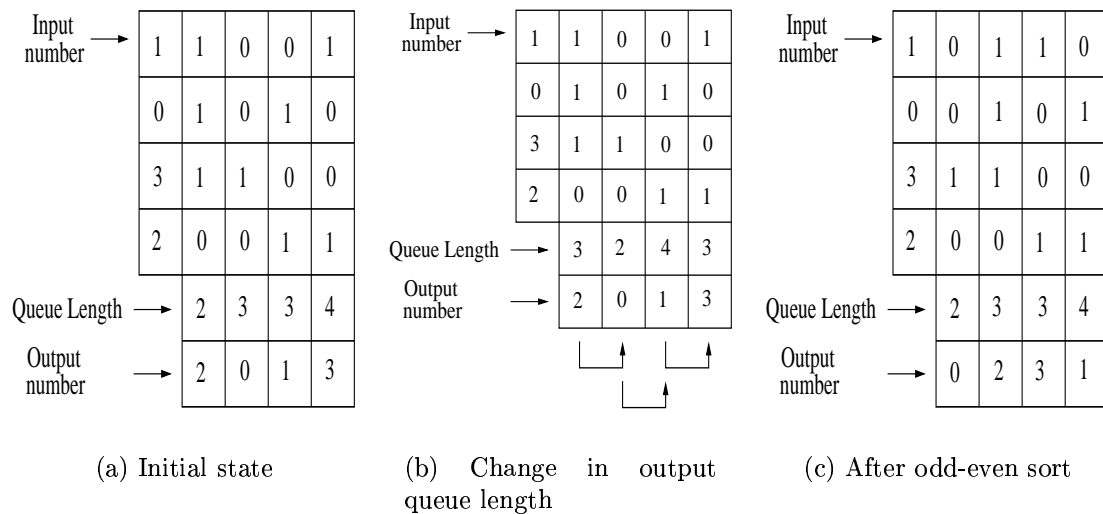 Input number
1 1 0 0 1
0 1 0 1 0
3 1 1 0 0
2 0 0 1 1
Queue Length
2 3 3 4
Output number
2 0 1 3
(a) Initial state
Input number
1 1 0 0 1
0 1 0 1 0
3 1 1 0 0
2 0 0 1 1
Queue Length
3 2 4 3
Output number
2 0 1 3
(b) Change in output
queue length
Input number
1 0 1 1 0
0 0 1 0 1
3 1 1 0 0
2 0 0 1 1
Queue Length
2 3 3 4
Output number
0 2 3 1
(c) After odd-even sort